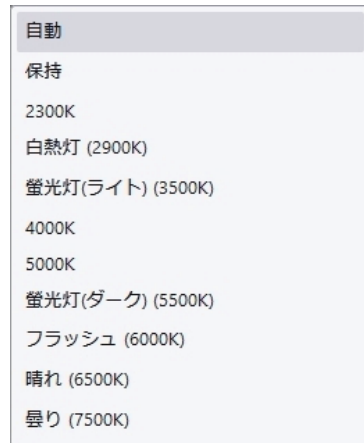 自動
保持
2300K
白熱灯 (2900K)
蛍光灯(ライト) (3500K)
4000K
5000K
蛍光灯(ダーク) (5500K)
フラッシュ (6000K)
晴れ (6500K)
曇り (7500K)